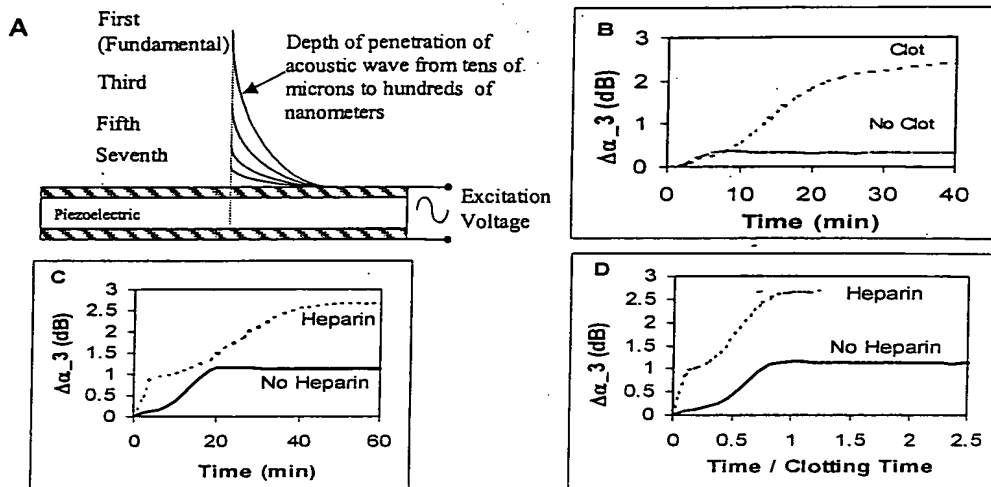 A
First
(Fundamental)
Third
Fifth
Seventh
Depth of penetration of
acoustic wave from tens of
microns to hundreds of
nanometers
Piezoelectric
Excitation
Voltage
B
Δα_3 (dB)
3
2
1
0
Clot
No Clot
0 10 20 30 40
Time (min)
C
Δα_3 (dB)
3
2.5
2
1.5
1
0.5
0
Heparin
No Heparin
0 20 40 60
Time (min)
D
Δα_3 (dB)
3
2.5
2
1.5
1
0.5
0
Heparin
No Heparin
0 0.5 1 1.5 2 2.5
Time / Clotting Time